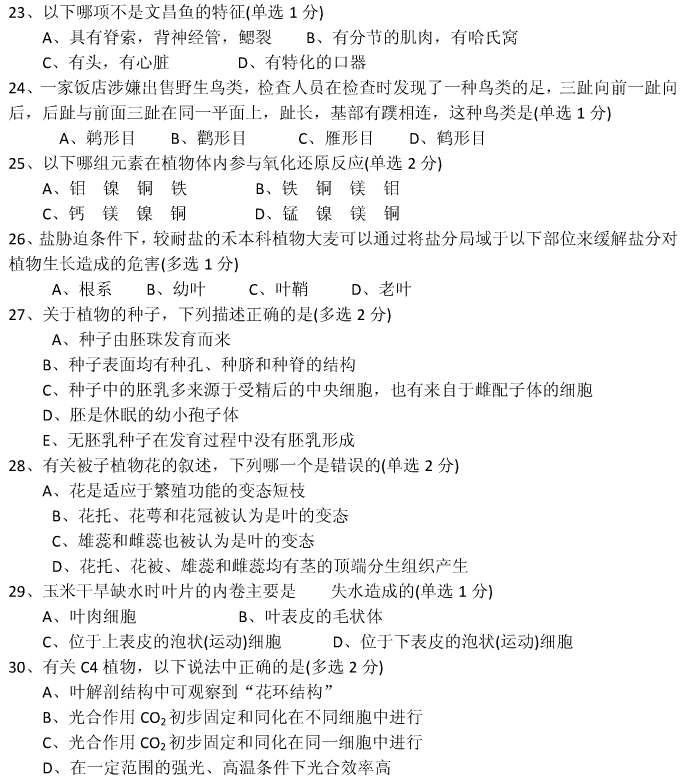 23、以下哪项不是文昌鱼的特征(单选 1 分)
A、具有脊索，背神经管，鳃裂 B、有分节的肌肉，有哈氏窝
C、有头，有心脏 D、有特化的口器
24、一家饭店涉嫌出售野生鸟类，检查人员在检查时发现了一种鸟类的足，三趾向前一趾向
后，后趾与前面三趾在同一平面上，趾长，基部有蹼相连，这种鸟类是(单选 1 分)
A、鹈形目 B、鹳形目 C、雁形目 D、鹤形目
25、以下哪组元素在植物体内参与氧化还原反应(单选 2 分)
A、钼 镍 铜 铁 B、铁 铜 镁 钼
C、钙 镁 镍 铜 D、锰 镍 镁 铜
26、盐胁迫条件下，较耐盐的禾本科植物大麦可以通过将盐分局域于以下部位来缓解盐分对
植物生长造成的危害(多选 1 分)
A、根系 B、幼叶 C、叶鞘 D、老叶
27、关于植物的种子，下列描述正确的是(多选 2 分)
A、种子由胚珠发育而来
B、种子表面均有种孔、种脐和种脊的结构
C、种子中的胚乳多来源于受精后的中央细胞，也有来自于雌配子体的细胞
D、胚是休眠的幼小孢子体
E、无胚乳种子在发育过程中没有胚乳形成
28、有关被子植物花的叙述，下列哪一个是错误的(单选 2 分)
A、花是适应于繁殖功能的变态短枝
B、花托、花萼和花冠被认为是叶的变态
C、雄蕊和雌蕊也被认为是叶的变态
D、花托、花被、雄蕊和雌蕊均有茎的顶端分生组织产生
29、玉米干旱缺水时叶片的内卷主要是 失水造成的(单选 1 分)
A、叶肉细胞 B、叶表皮的毛状体
C、位于上表皮的泡状(运动)细胞 D、位于下表皮的泡状(运动)细胞
30、有关 C4 植物，以下说法中正确的是(多选 2 分)
A、叶解剖结构中可观察到“花环结构”
B、光合作用 CO₂初步固定和同化在不同细胞中进行
C、光合作用 CO₂初步固定和同化在同一细胞中进行
D、在一定范围的强光、高温条件下光合效率高